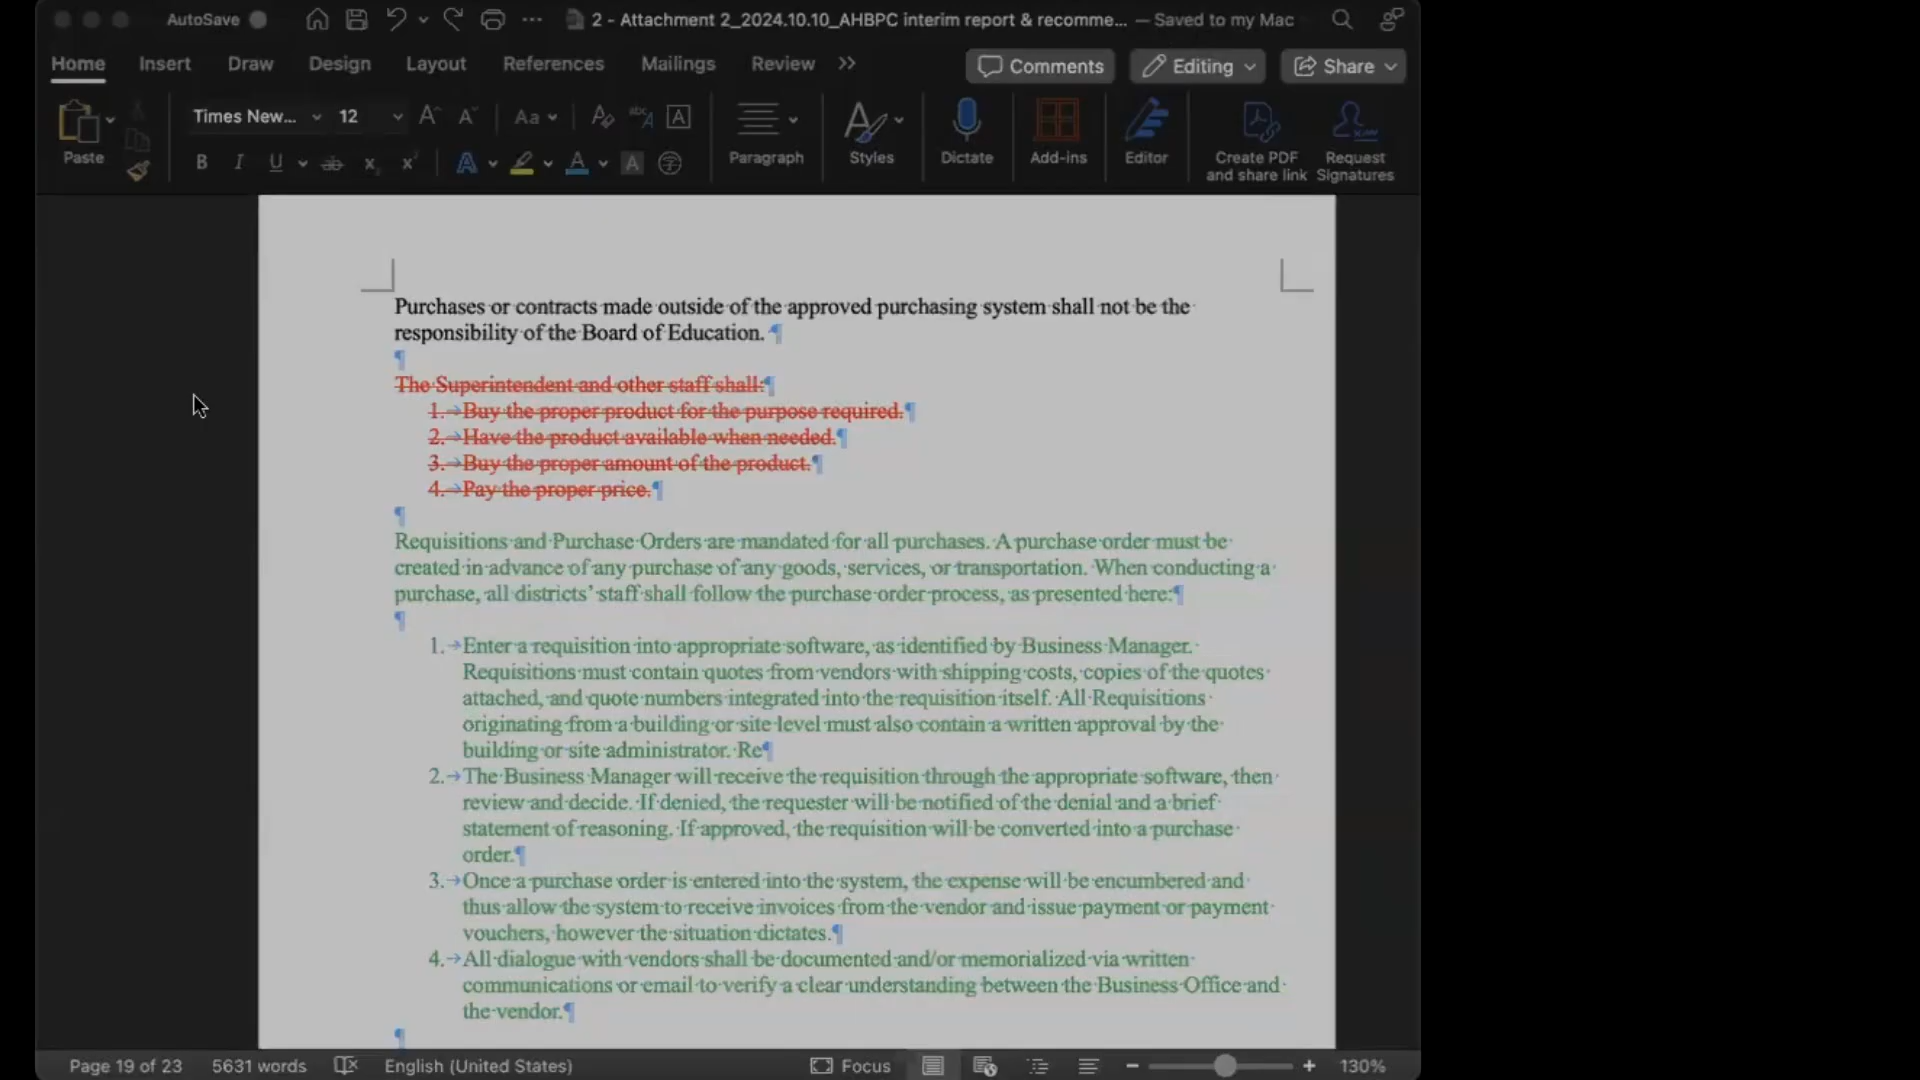 AutoSave
2 - Attachment 2_2024.10.10_AHBPC interim report & recomme... — Saved to my Mac
Home Insert Draw Design Layout References Mailings Review Comments Editing Share
Times New... 12 Aa
Paste
B I U
Paragraph Styles Dictate Add-ins Editor Create PDF and share link Request Signatures
Purchases or contracts made outside of the approved purchasing system shall not be the
responsibility of the Board of Education.
The Superintendent and other staff shall:
1. Buy the proper product for the purpose required.
2. Have the product available when needed.
3. Buy the proper amount of the product.
4. Pay the proper price.
Requisitions and Purchase Orders are mandated for all purchases. A purchase order must be
created in advance of any purchase of any goods, services, or transportation. When conducting a
purchase, all districts’ staff shall follow the purchase order process, as presented here:
1. Enter a requisition into appropriate software, as identified by Business Manager.
Requisitions must contain quotes from vendors with shipping costs, copies of the quotes
attached, and quote numbers integrated into the requisition itself. All Requisitions
originating from a building or site level must also contain a written approval by the
building or site administrator. Re
2. The Business Manager will receive the requisition through the appropriate software, then
review and decide. If denied, the requester will be notified of the denial and a brief
statement of reasoning. If approved, the requisition will be converted into a purchase
order.
3. Once a purchase order is entered into the system, the expense will be encumbered and
thus allow the system to receive invoices from the vendor and issue payment or payment
vouchers, however the situation dictates.
4. All dialogue with vendors shall be documented and/or memorialized via written
communications or email to verify a clear understanding between the Business Office and
the vendor.
Page 19 of 23 5631 words English (United States) Focus 130%